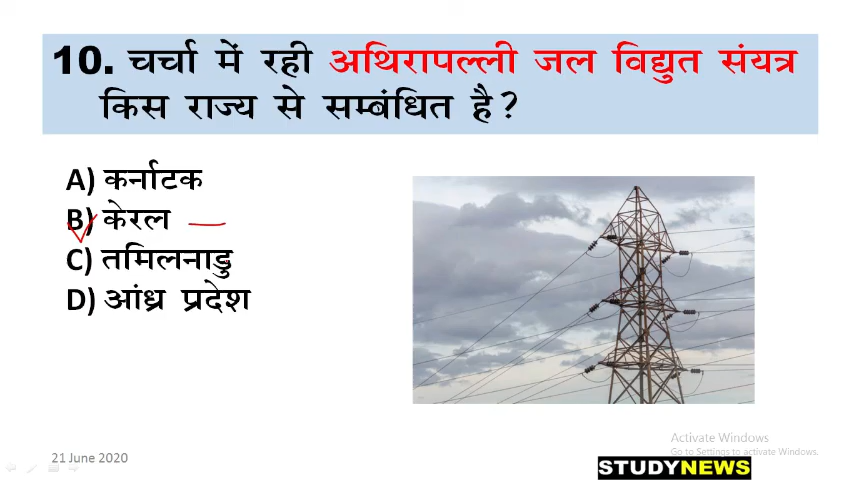 10. चर्चा में रही अथिरापल्ली जल विद्युत संयत्र
किस राज्य से सम्बंधित है?
A) कर्नाटक
B) केरल
C) तमिलनाडु
D) आंध्र प्रदेश
21 June 2020
Activate Windows
Go to Settings to activate Windows.
STUDYNEWS